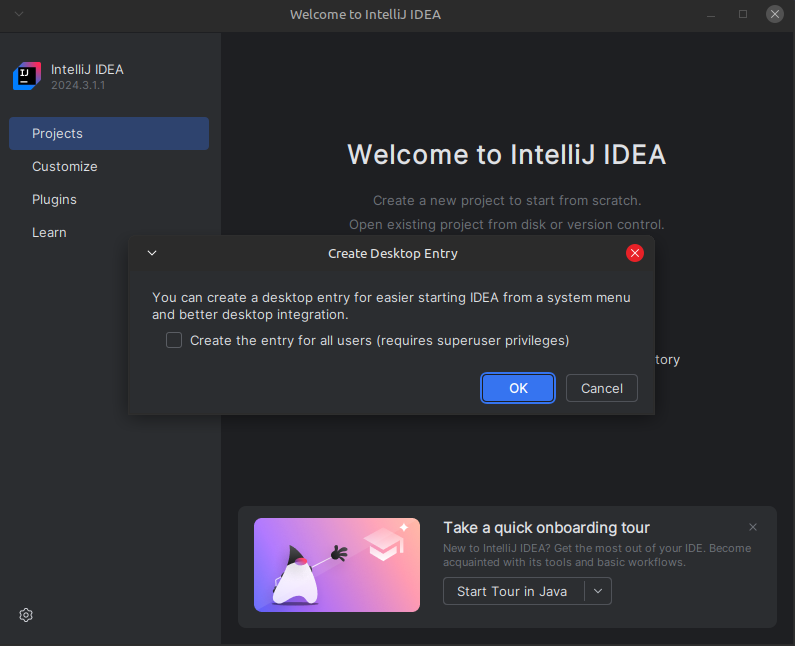 Welcome to IntelliJ IDEA
IJ
IntelliJ IDEA
2024.3.1.1
Projects
Customize
Plugins
Learn
Welcome to IntelliJ IDEA
Create a new project to start from scratch.
Open existing project from disk or version control.
Create Desktop Entry
You can create a desktop entry for easier starting IDEA from a system menu
and better desktop integration.
Create the entry for all users (requires superuser privileges)
tory
OK
Cancel
Take a quick onboarding tour
New to IntelliJ IDEA? Get the most out of your IDE. Become
acquainted with its tools and basic workflows.
Start Tour in Java